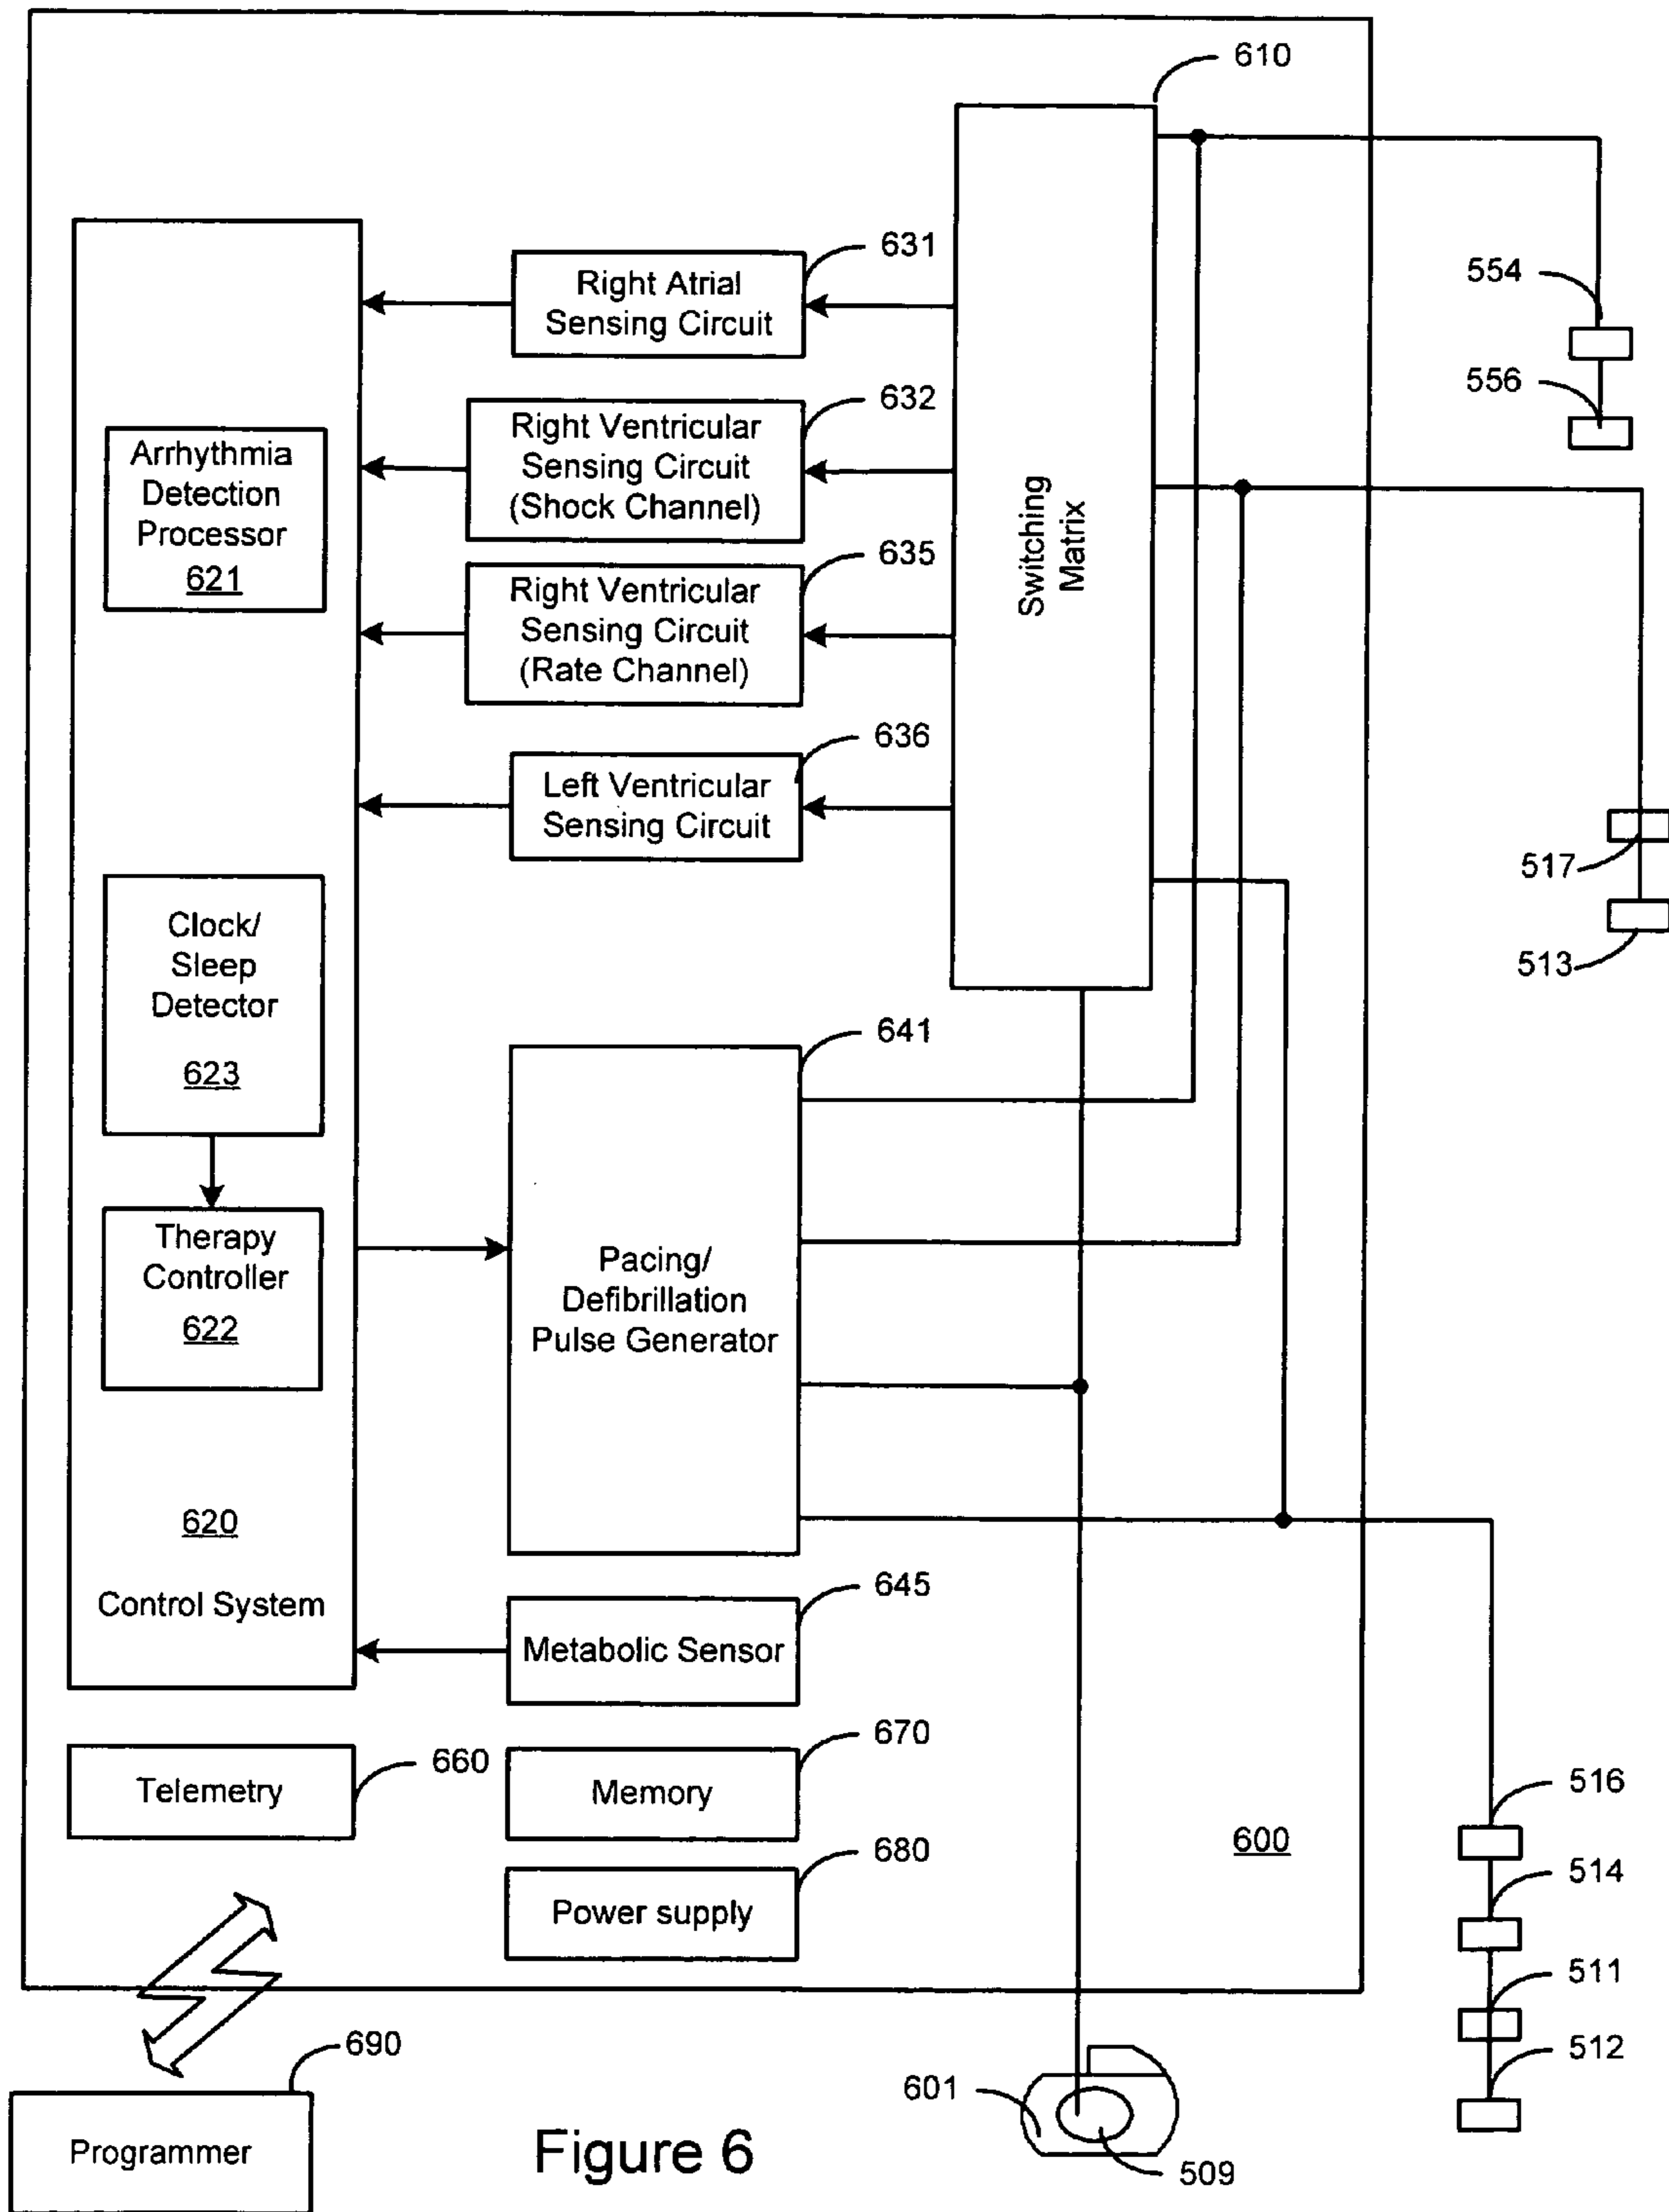 610
631
Right Atrial
Sensing Circuit
554
632
556
Right Ventricular
Sensing Circuit
(Shock Channel)
Arrhythmia
Detection
Processor
621
Switching
Matrix
635
Right Ventricular
Sensing Circuit
(Rate Channel)
636
Left Ventricular
Sensing Circuit
517
513
Clock/
Sleep
Detector
623
641
Therapy
Controller
622
Pacing/
Defibrillation
Pulse Generator
620
Control System
645
Metabolic Sensor
660
Telemetry
670
Memory
516
600
680
Power supply
514
511
512
690
Programmer
601
509
Figure 6